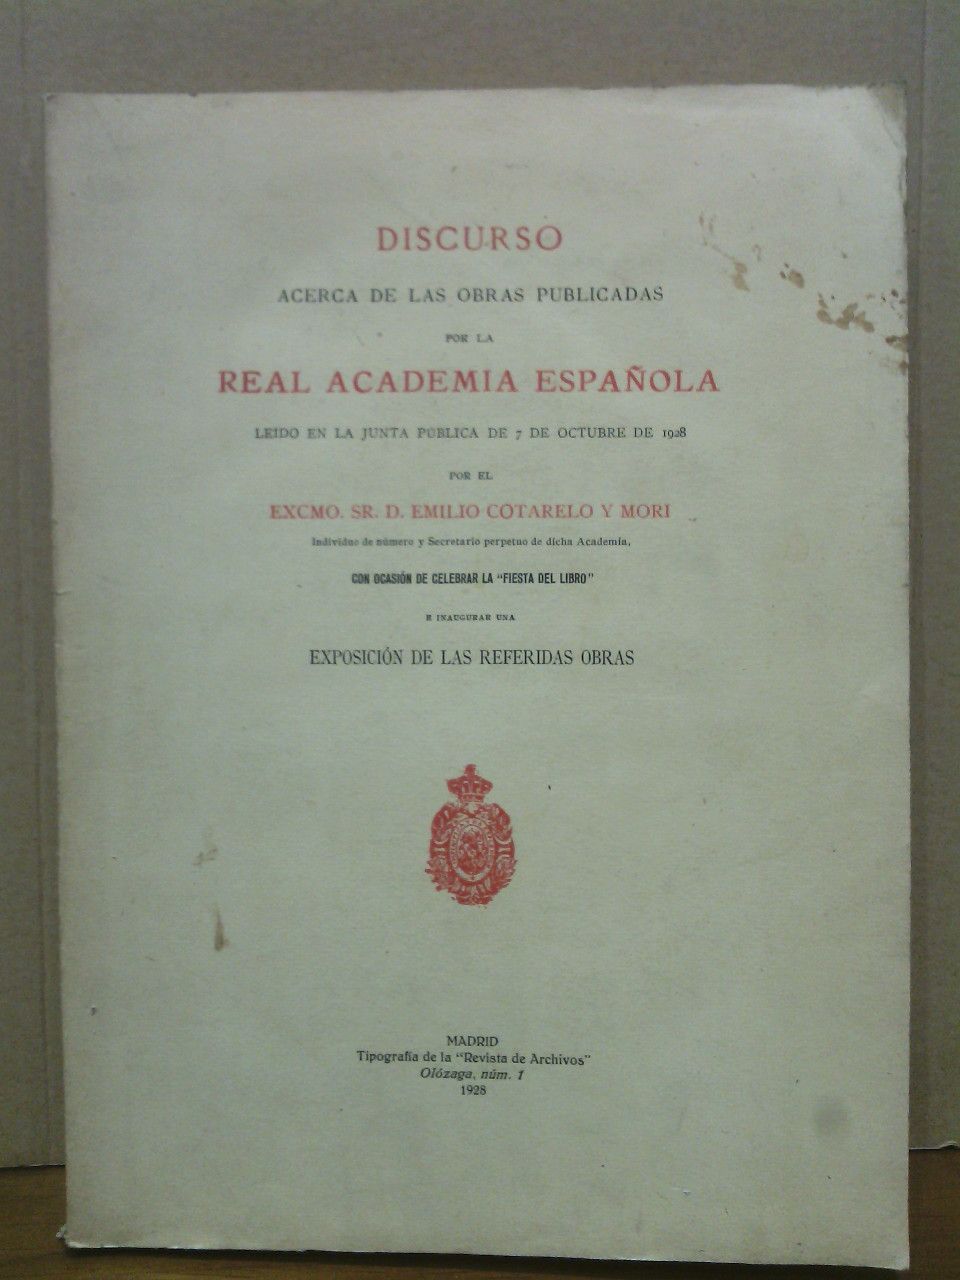 DISCURSO
ACERCA DE LAS OBRAS PUBLICADAS
POR LA
REAL ACADEMIA ESPAÑOLA
LEIDO EN LA JUNTA PÚBLICA DE 7 DE OCTUBRE DE 1928
POR EL
EXCMO. SR. D. EMILIO COTARELO Y MORI
Individuo de número y Secretario perpetuo de dicha Academia,
CON OCASIÓN DE CELEBRAR LA "FIESTA DEL LIBRO"
E INAUGURAR UNA
EXPOSICIÓN DE LAS REFERIDAS OBRAS
MADRID
Tipografía de la "Revista de Archivos"
Olózaga, núm. 1
1928